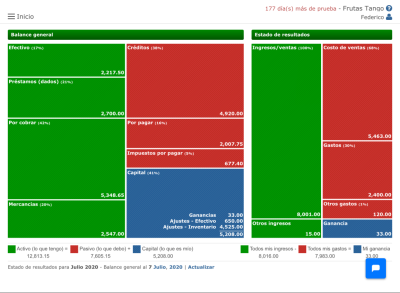 177 día(s) más de prueba - Frutas Tango
Inicio
Federico
Balance general
Estado de resultados
Efectivo (17%)
2,217.50
Préstamos (dados) (21%)
2,700.00
Por cobrar (42%)
5,348.65
Mercancías (20%)
2,547.00
Créditos (38%)
4,920.00
Por pagar (16%)
2,007.75
Impuestos por pagar (5%)
677.40
Capital (41%)
Ganancias 33.00
Ajustes - Efectivo 650.00
Ajustes - Inventario 4,525.00
5,208.00
Ingresos/ventas (100%)
8,001.00
Otros ingresos
15.00
Costo de ventas (68%)
5,463.00
Gastos (30%)
2,400.00
Otros gastos (1%)
120.00
Ganancia
33.00
Activo (lo que tengo) = Pasivo (lo que debo) + Capital (lo que es mío)
12,813.15 7,605.15 5,208.00
Todos mis ingresos - Todos mis gastos = Mi ganancia
8,016.00 7,983.00 33.00
Estado de resultados para Julio 2020 - Balance general al 7 Julio, 2020 | Actualizar